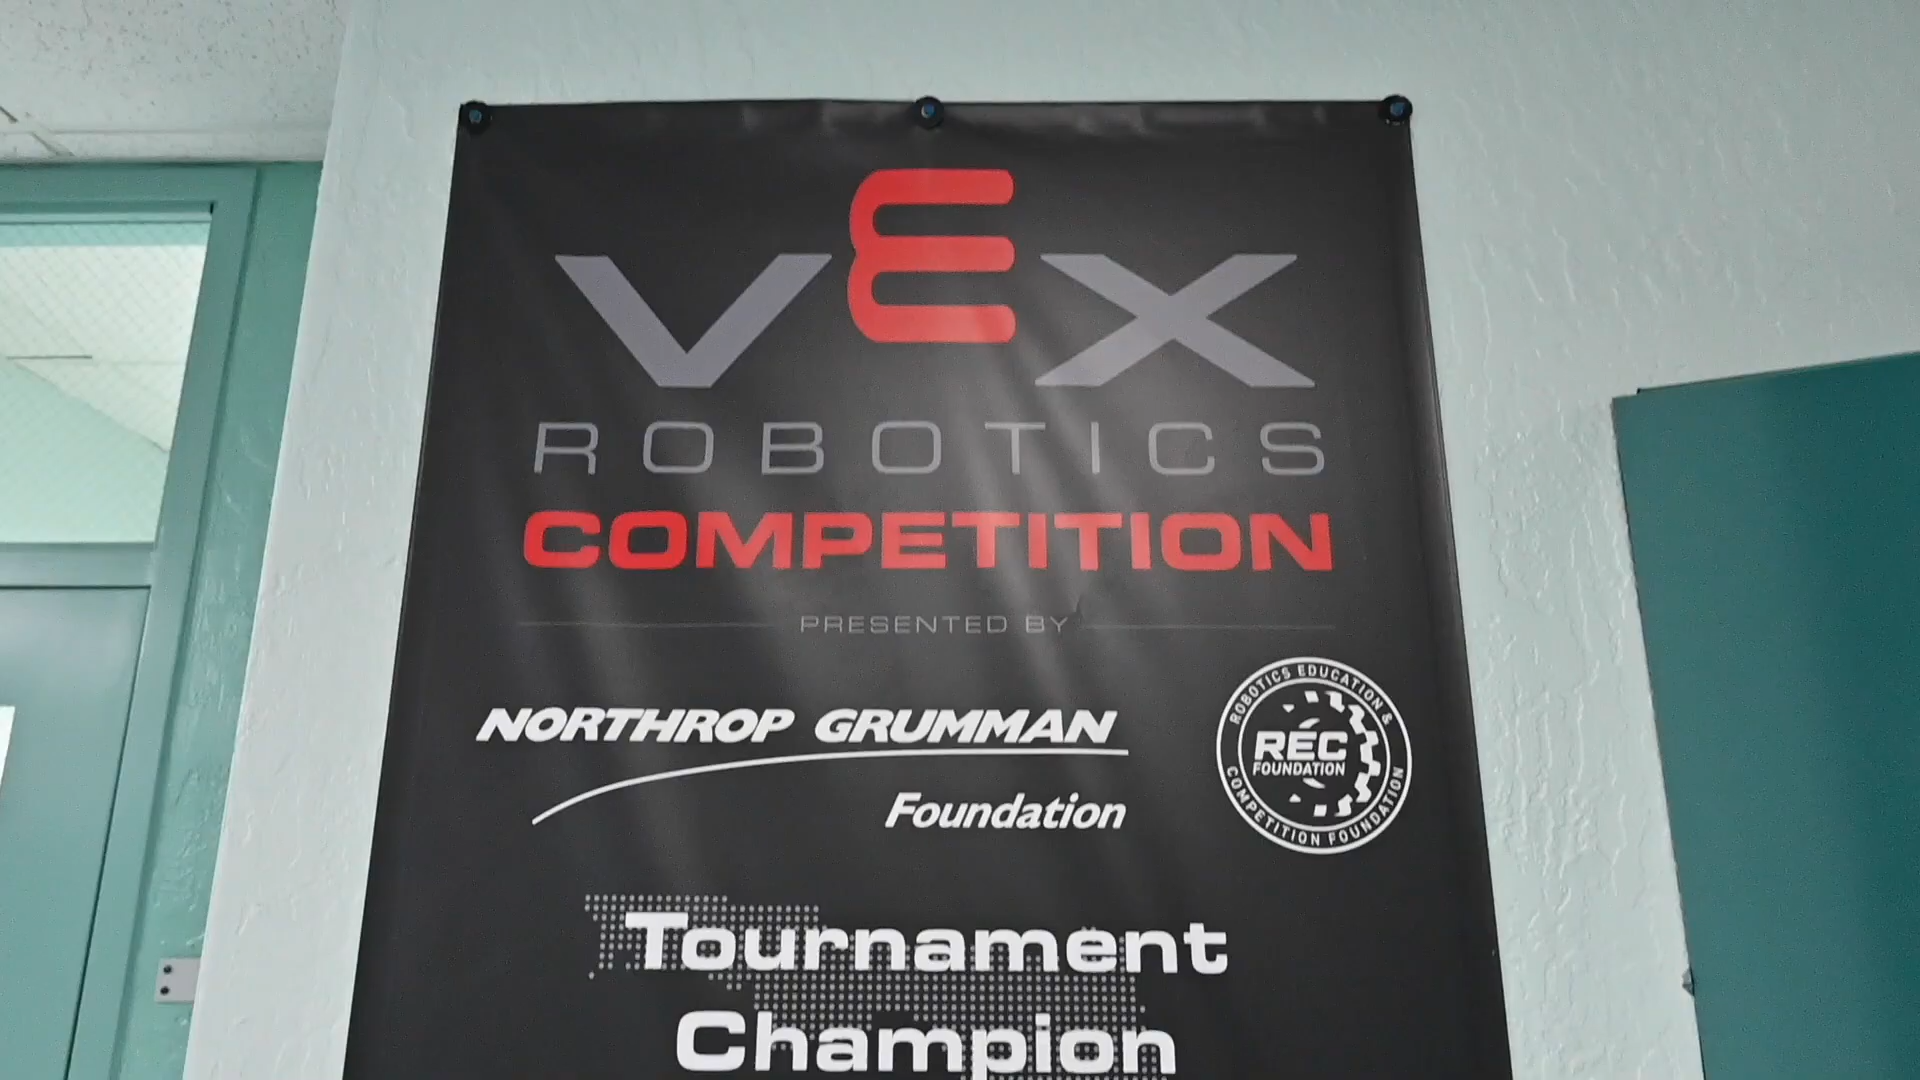 VEX
ROBOTICS
COMPETITION
PRESENTED BY
NORTHROP GRUMMAN
Foundation
ROBOTICS EDUCATION &
REC
FOUNDATION
COMPETITION FOUNDATION
Tournament
Champion